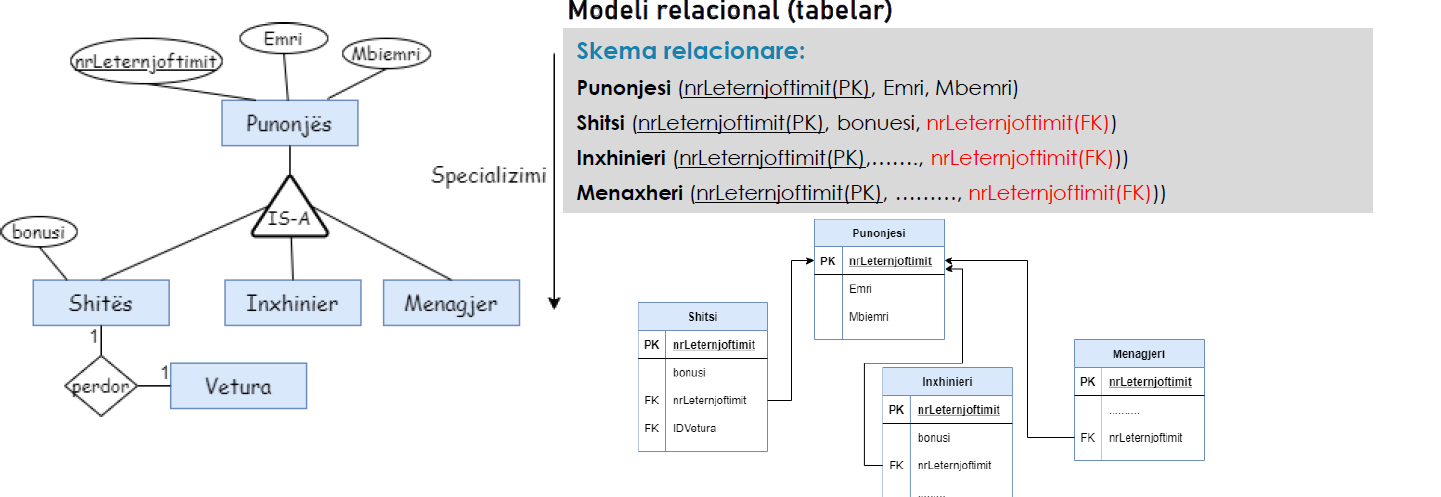 Modeli relacional (tabelar)
Skema relacionare:
Punonjesi (nrLeternjoftimit(PK), Emri, Mbemri)
Shitsi (nrLeternjoftimit(PK), bonuesi, nrLeternjoftimit(FK))
Inxhinieri (nrLeternjoftimit(PK),……., nrLeternjoftimit(FK)))
Menaxheri (nrLeternjoftimit(PK), ………, nrLeternjoftimit(FK)))
Emri
nrLeternjoftimit
Mbiemri
Punonjës
Specializimi
IS-A
bonusi
Shitës
Inxhinier
Menagjer
1
perdor
1
Vetura
Punonjesi
PK nrLeternjoftimit
Emri
Mbiemri
Shitsi
PK nrLeternjoftimit
bonusi
FK nrLeternjoftimit
FK IDVetura
Inxhinieri
PK nrLeternjoftimit
bonusi
FK nrLeternjoftimit
Menagjeri
PK nrLeternjoftimit
..........
FK nrLeternjoftimit